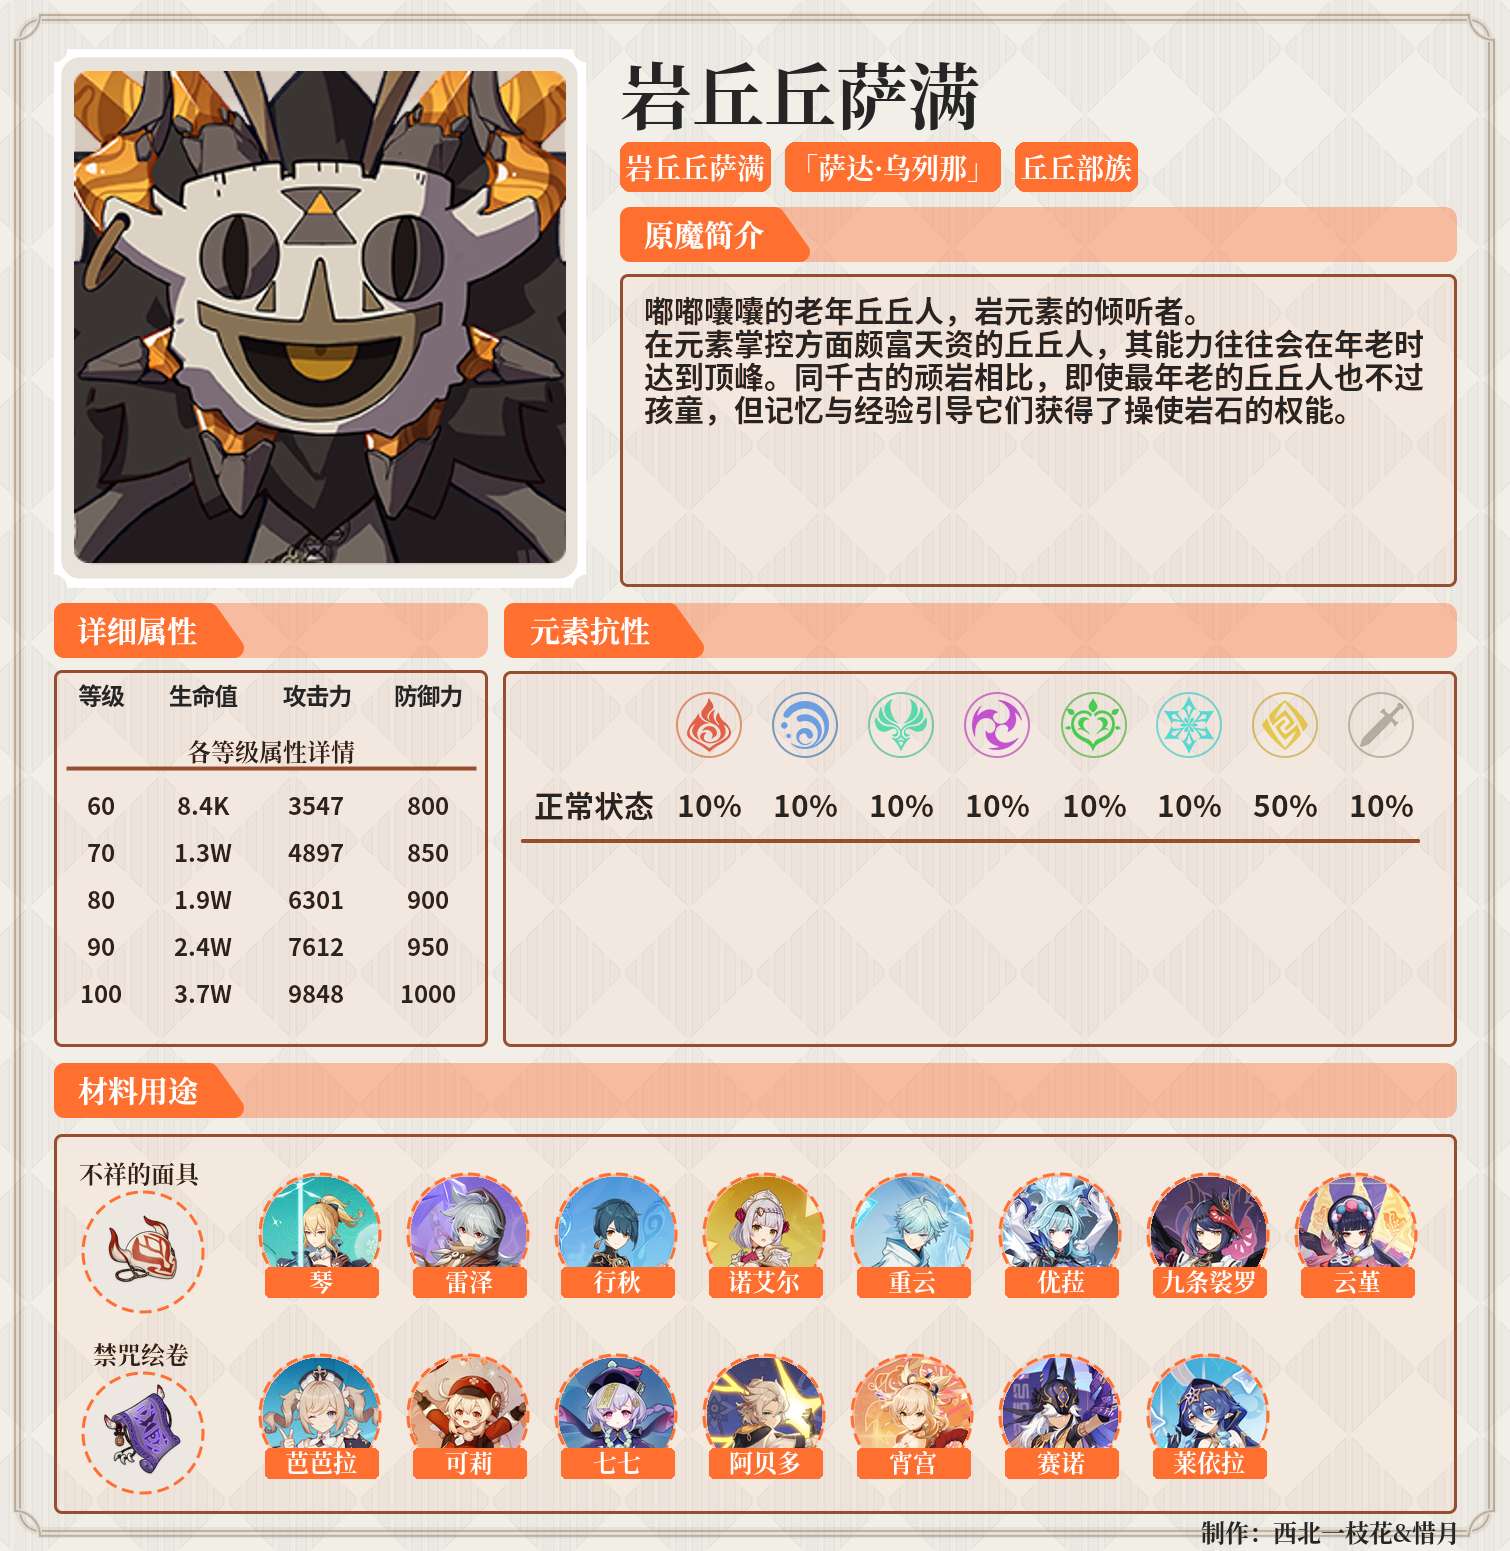 岩丘丘萨满
岩丘丘萨满 「萨达·乌列那」 丘丘部族
原魔简介
嘟嘟囔囔的老年丘丘人，岩元素的倾听者。
在元素掌控方面颇富天资的丘丘人，其能力往往会在年老时
达到顶峰。同千古的顽岩相比，即使最年老的丘丘人也不过
孩童，但记忆与经验引导它们获得了操使岩石的权能。
详细属性
等级 生命值 攻击力 防御力
各等级属性详情
60 8.4K 3547 800
70 1.3W 4897 850
80 1.9W 6301 900
90 2.4W 7612 950
100 3.7W 9848 1000
元素抗性
正常状态 10% 10% 10% 10% 10% 10% 50% 10%
材料用途
不祥的面具
琴 雷泽 行秋 诺艾尔 重云 优菈 九条裟罗 云堇
禁咒绘卷
芭芭拉 可莉 七七 阿贝多 宵宫 赛诺 莱依拉
制作：西北一枝花&惜月